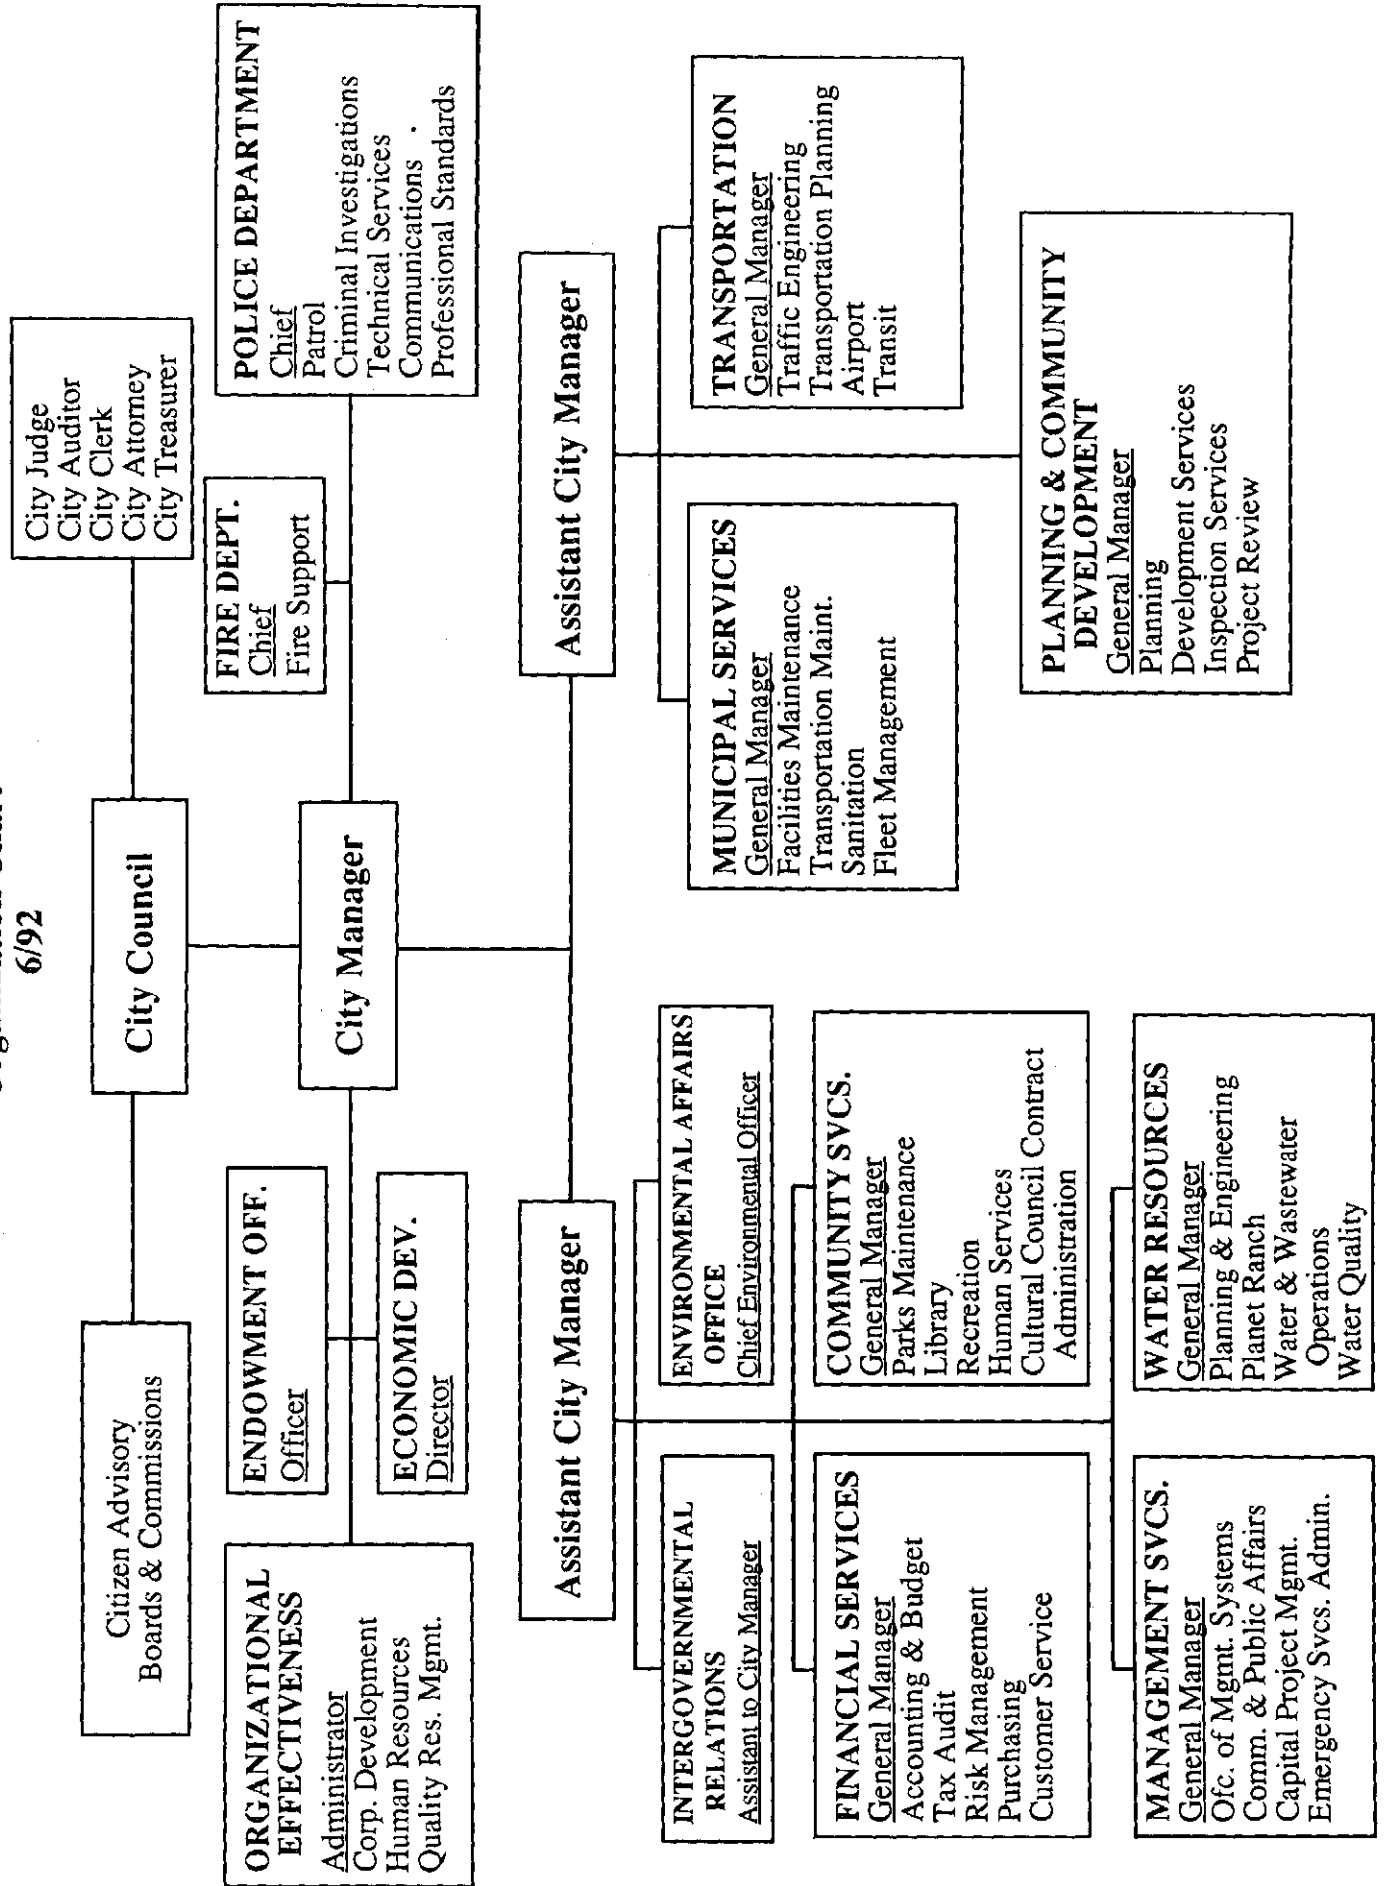 6/92
City Council
Citizen Advisory
Boards & Commissions
City Judge
City Auditor
City Clerk
City Attorney
City Treasurer
City Manager
ORGANIZATIONAL
EFFECTIVENESS
Administrator
Corp. Development
Human Resources
Quality Res. Mgmt.
ENDOWMENT OFF.
Officer
ECONOMIC DEV.
Director
FIRE DEPT.
Chief
Fire Support
POLICE DEPARTMENT
Chief
Patrol
Criminal Investigations
Technical Services
Communications
Professional Standards
Assistant City Manager
INTERGOVERNMENTAL
RELATIONS
Assistant to City Manager
ENVIRONMENTAL AFFAIRS
OFFICE
Chief Environmental Officer
FINANCIAL SERVICES
General Manager
Accounting & Budget
Tax Audit
Risk Management
Purchasing
Customer Service
COMMUNITY SVCS.
General Manager
Parks Maintenance
Library
Recreation
Human Services
Cultural Council Contract
Administration
MANAGEMENT SVCS.
General Manager
Ofc. of Mgmt. Systems
Comm. & Public Affairs
Capital Project Mgmt.
Emergency Svcs. Admin.
WATER RESOURCES
General Manager
Planning & Engineering
Planet Ranch
Water & Wastewater
Operations
Water Quality
Assistant City Manager
MUNICIPAL SERVICES
General Manager
Facilities Maintenance
Transportation Maint.
Sanitation
Fleet Management
TRANSPORTATION
General Manager
Traffic Engineering
Transportation Planning
Airport
Transit
PLANNING & COMMUNITY
DEVELOPMENT
General Manager
Planning
Development Services
Inspection Services
Project Review